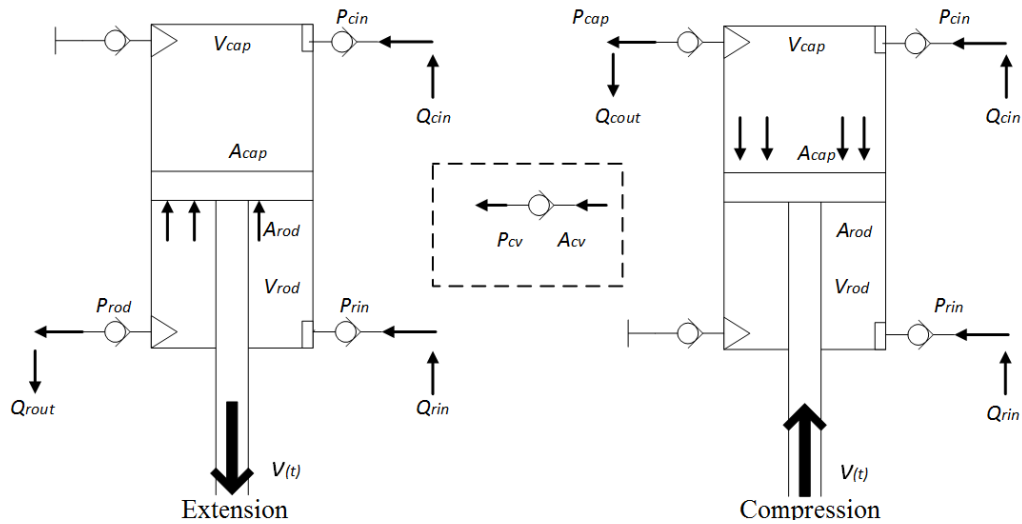 Pcin
Vcap
Qcin
Acap
Arod
Vrod
Prod
Prin
Qrout
Qrin
V(t)
Extension
Pcv
Acv
Pcap
Pcin
Vcap
Qcout
Qcin
Acap
Arod
Vrod
Prin
Qrin
V(t)
Compression